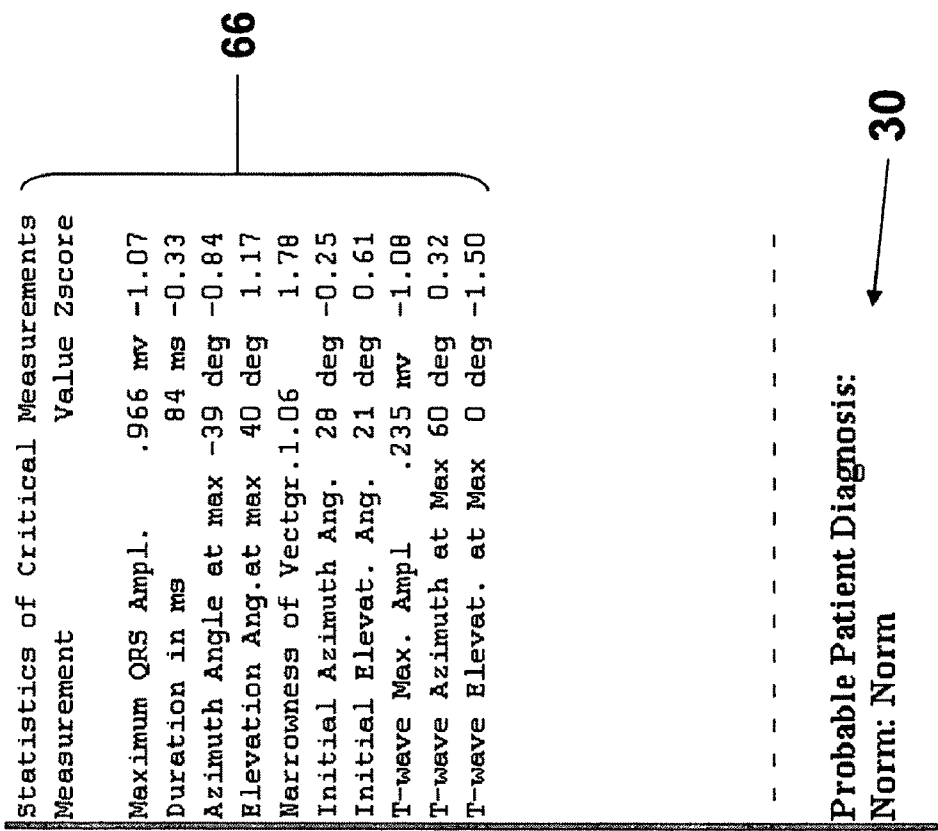 Statistics of Critical Measurements
Measurement Value Zscore
Maximum QRS Ampl. .966 mv -1.07
Duration in ms 84 ms -0.33
Azimuth Angle at max -39 deg -0.84
Elevation Ang.at max 40 deg 1.17
Narrowness of Vectgr.1.06 1.78
Initial Azimuth Ang. 28 deg -0.25
Initial Elevat. Ang. 21 deg 0.61
T-wave Max. Ampl .235 mv -1.08
T-wave Azimuth at Max 60 deg 0.32
T-wave Elevat. at Max 0 deg -1.50
66
Probable Patient Diagnosis:
Norm: Norm
30